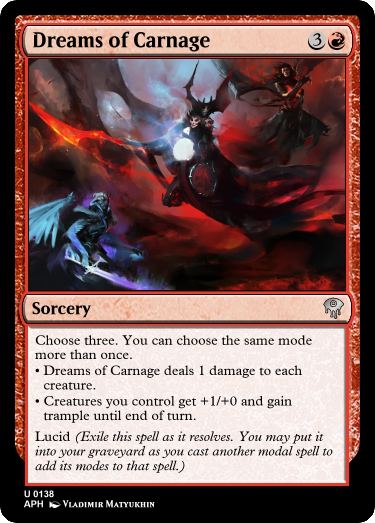 Dreams of Carnage 3
Sorcery
Choose three. You can choose the same mode
more than once.
• Dreams of Carnage deals 1 damage to each
creature.
• Creatures you control get +1/+0 and gain
trample until end of turn.
Lucid (Exile this spell as it resolves. You may put it
into your graveyard as you cast another modal spell to
add its modes to that spell.)
U 0138
APH Vladimir Matyukhin